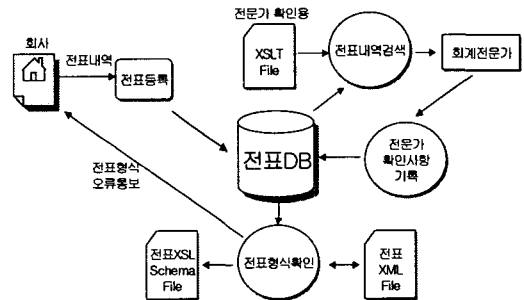 전문가 확인용
회사
전표내역
전표등록
XSLT
File
전표내역검색
회계전문가
전표DB
전문가
확인사항
기록
전표형식
오류통보
전표XSL
Schema
File
전표형식확인
전표
XML
File